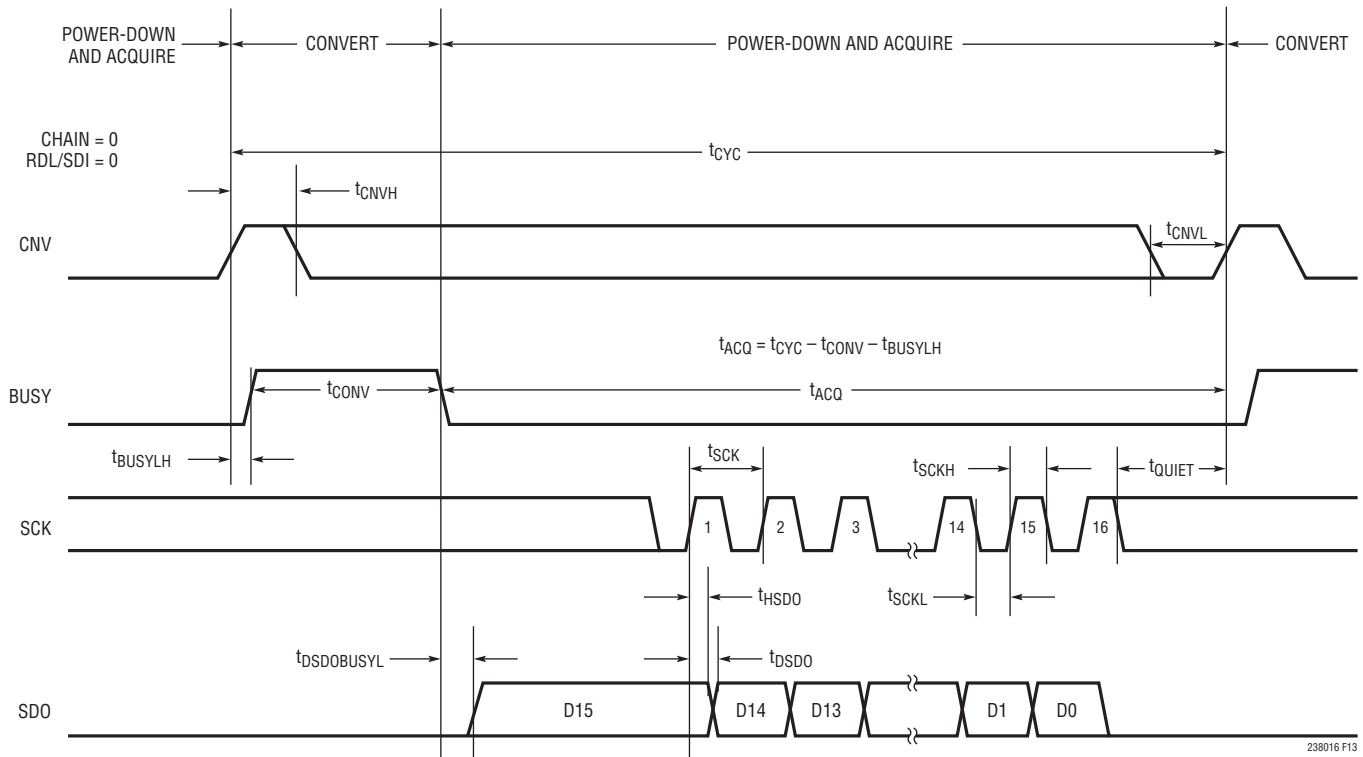 POWER-DOWN
AND ACQUIRE
CONVERT
POWER-DOWN AND ACQUIRE
CONVERT
CHAIN = 0
RDL/SDI = 0
tCYC
tCNVH
CNV
tCNVL
tACQ = tCYC – tCONV – tBUSYLH
BUSY
tCONV
tACQ
tBUSYLH
tSCK
tSCKH
tQUIET
SCK
1
2
3
14
15
16
tHSDO
tSCKL
tDSDOBUSYL
tDSDO
SDO
D15
D14
D13
D1
D0
238016 F13